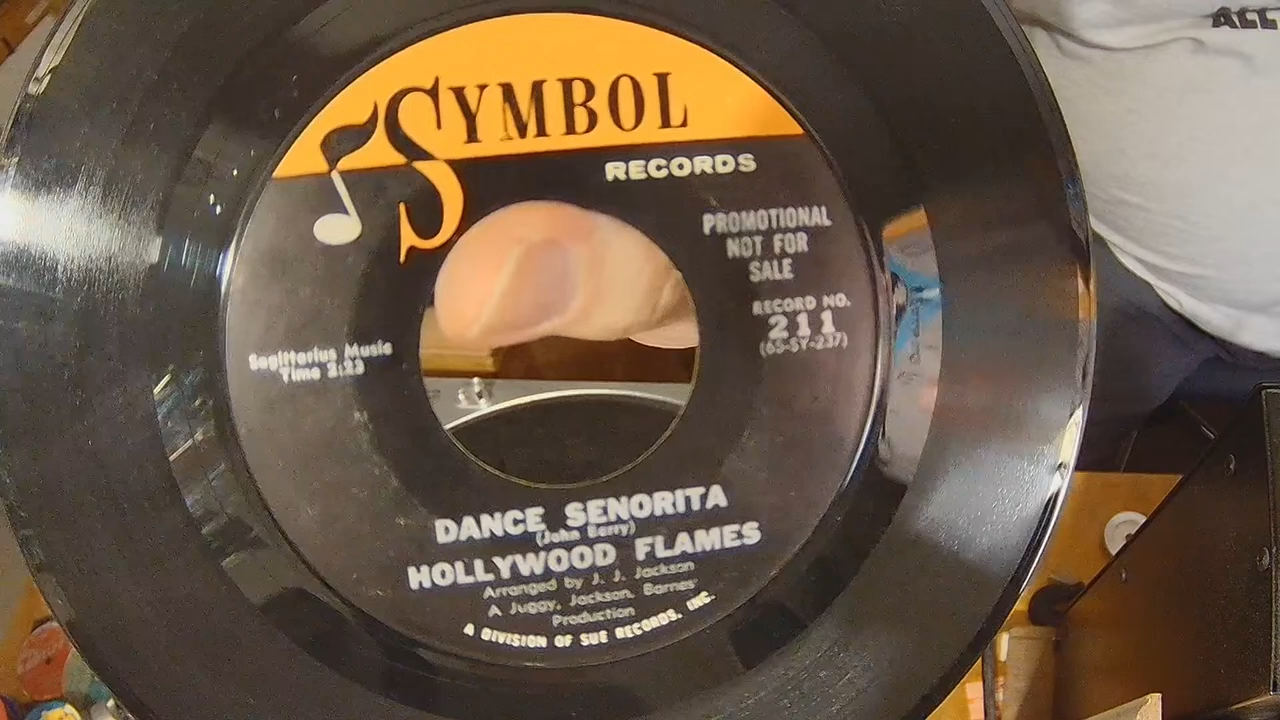 SYMBOL
RECORDS
PROMOTIONAL
NOT FOR
SALE
RECORD NO.
211
(65-SY-237)
Sagittarius Music
Time 2:23
DANCE SENORITA
(John Berry)
HOLLYWOOD FLAMES
Arranged by J. J. Jackson
A Juggy, Jackson, Barnes
Production
A DIVISION OF SUE RECORDS, INC.
ALL